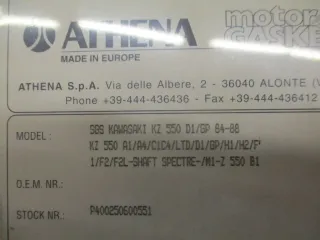 ATHENA
motor
GASKE
MADE IN EUROPE
ATHENA S.p.A. Via delle Albere, 2 - 36040 ALONTE (V
Phone +39-444-436436 - Fax +39-444-436412
MODEL: SBS KAWASAKI KZ 550 D1/GP 84-88
KZ 550 A1/A4/C1C4/LTD/D1/GP/H1/H2/F
1/F2/F2L-SHAFT SPECTRE-/M1-Z 550 B1
O.E.M. NR.:
STOCK NR.: P400250600551